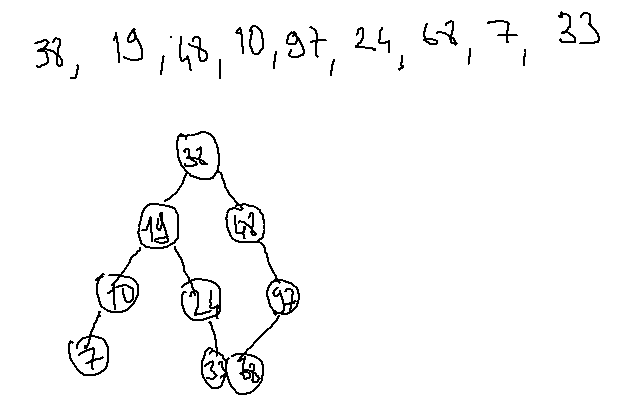 38, 19, 48, 10, 97, 24, 68, 7, 33
38
19 48
10 24 97
7 33 68